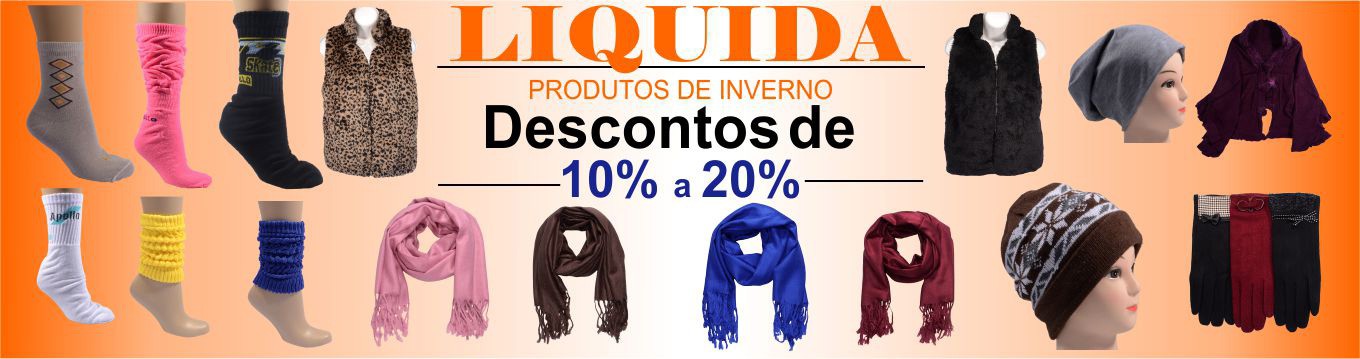 LIQUIDA
PRODUTOS DE INVERNO
Descontos de
10% a 20%
Skate
Apollo